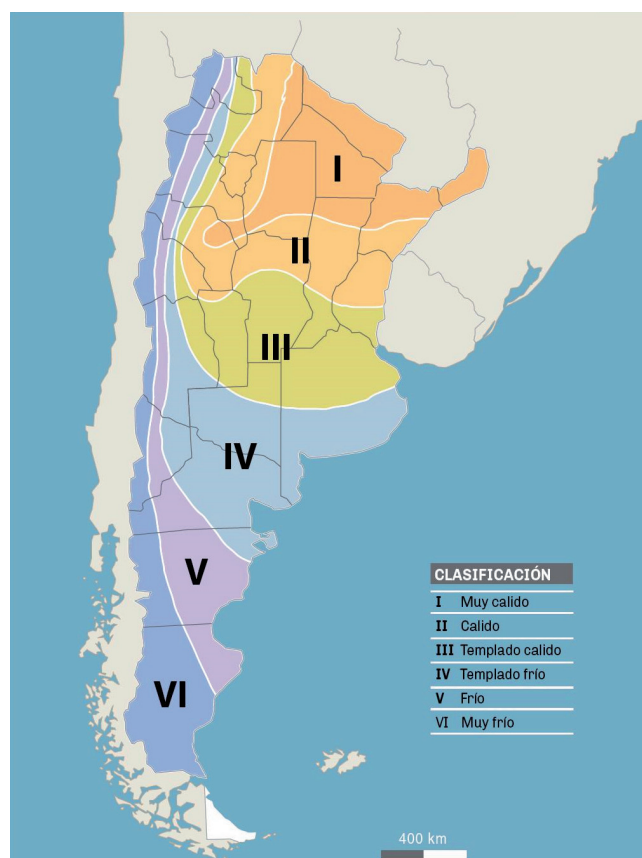 I
II
III
IV
V
VI
CLASIFICACIÓN
I Muy calido
II Calido
III Templado calido
IV Templado frío
V Frío
VI Muy frío
400 km